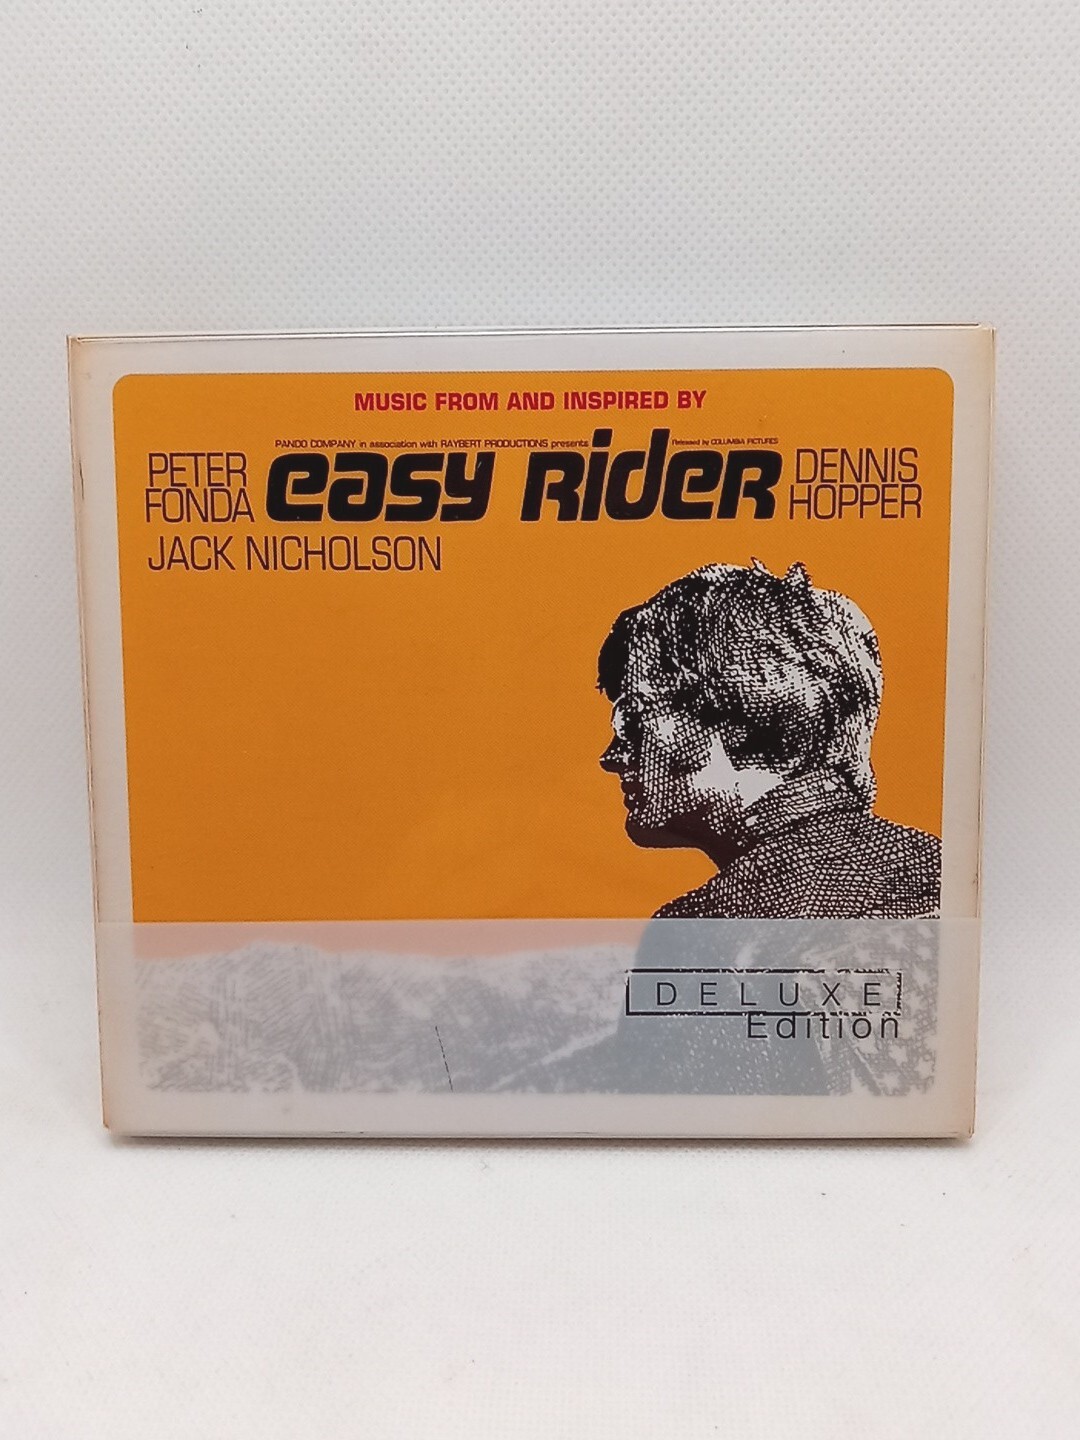 MUSIC FROM AND INSPIRED BY
PANDO COMPANY in association with RAYBERT PRODUCTIONS presents
Released by COLUMBIA PICTURES
PETER FONDA
easy Rider
DENNIS HOPPER
JACK NICHOLSON
DELUXE
Edition